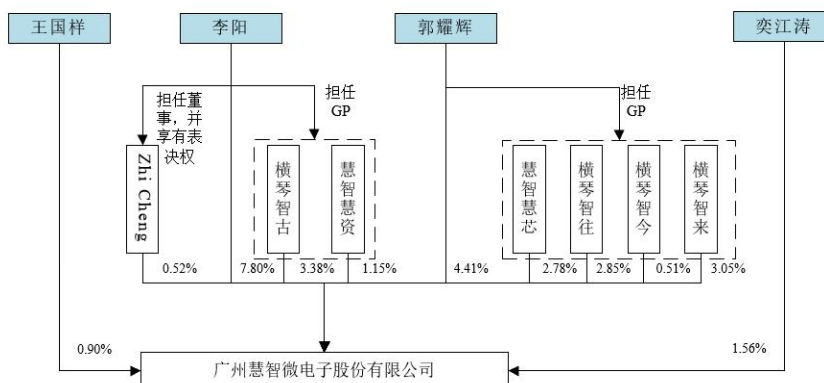 王国样
李阳
郭耀辉
奕江涛
担任董
事，并
享有表
决权
担任
GP
担任
GP
Zhi Cheng
横琴智古
慧智慧资
慧智慧芯
横琴智往
横琴智今
横琴智来
0.52%
7.80%
3.38%
1.15%
4.41%
2.78%
2.85%
0.51%
3.05%
0.90%
1.56%
广州慧智微电子股份有限公司